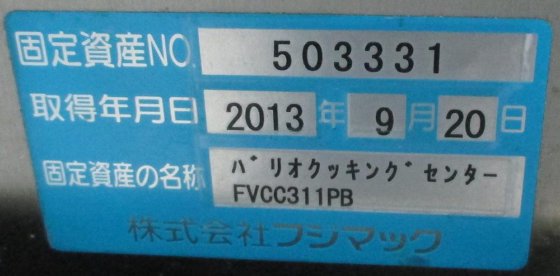 固定資産NO. 503331
取得年月日 2013 年 9 月 20 日
固定資産の名称 バリオクッキングセンター
FVCC311PB
株式会社フジマック